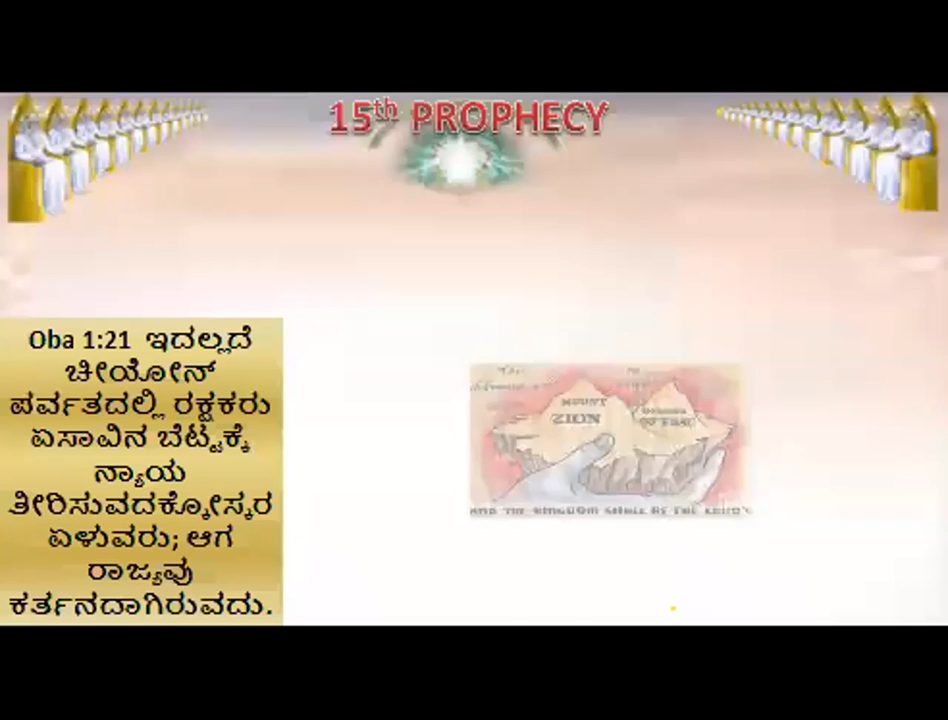 15th PROPHECY
Oba 1:21 ಇದಲ್ಲದೆ
ಚೀಯೋನ್
ಪರ್ವತದಲ್ಲಿ ರಕ್ಷಕರು
ಏಸಾವಿನ ಬೆಟ್ಟಕ್ಕೆ
ನ್ಯಾಯ
ತೀರಿಸುವದಕ್ಕೋಸ್ಕರ
ಏಳುವರು; ಆಗ
ರಾಜ್ಯವು
ಕರ್ತನದಾಗಿರುವದು.
MOUNT
ZION
AND THE KINGDOM SHALL BE THE LORD'S